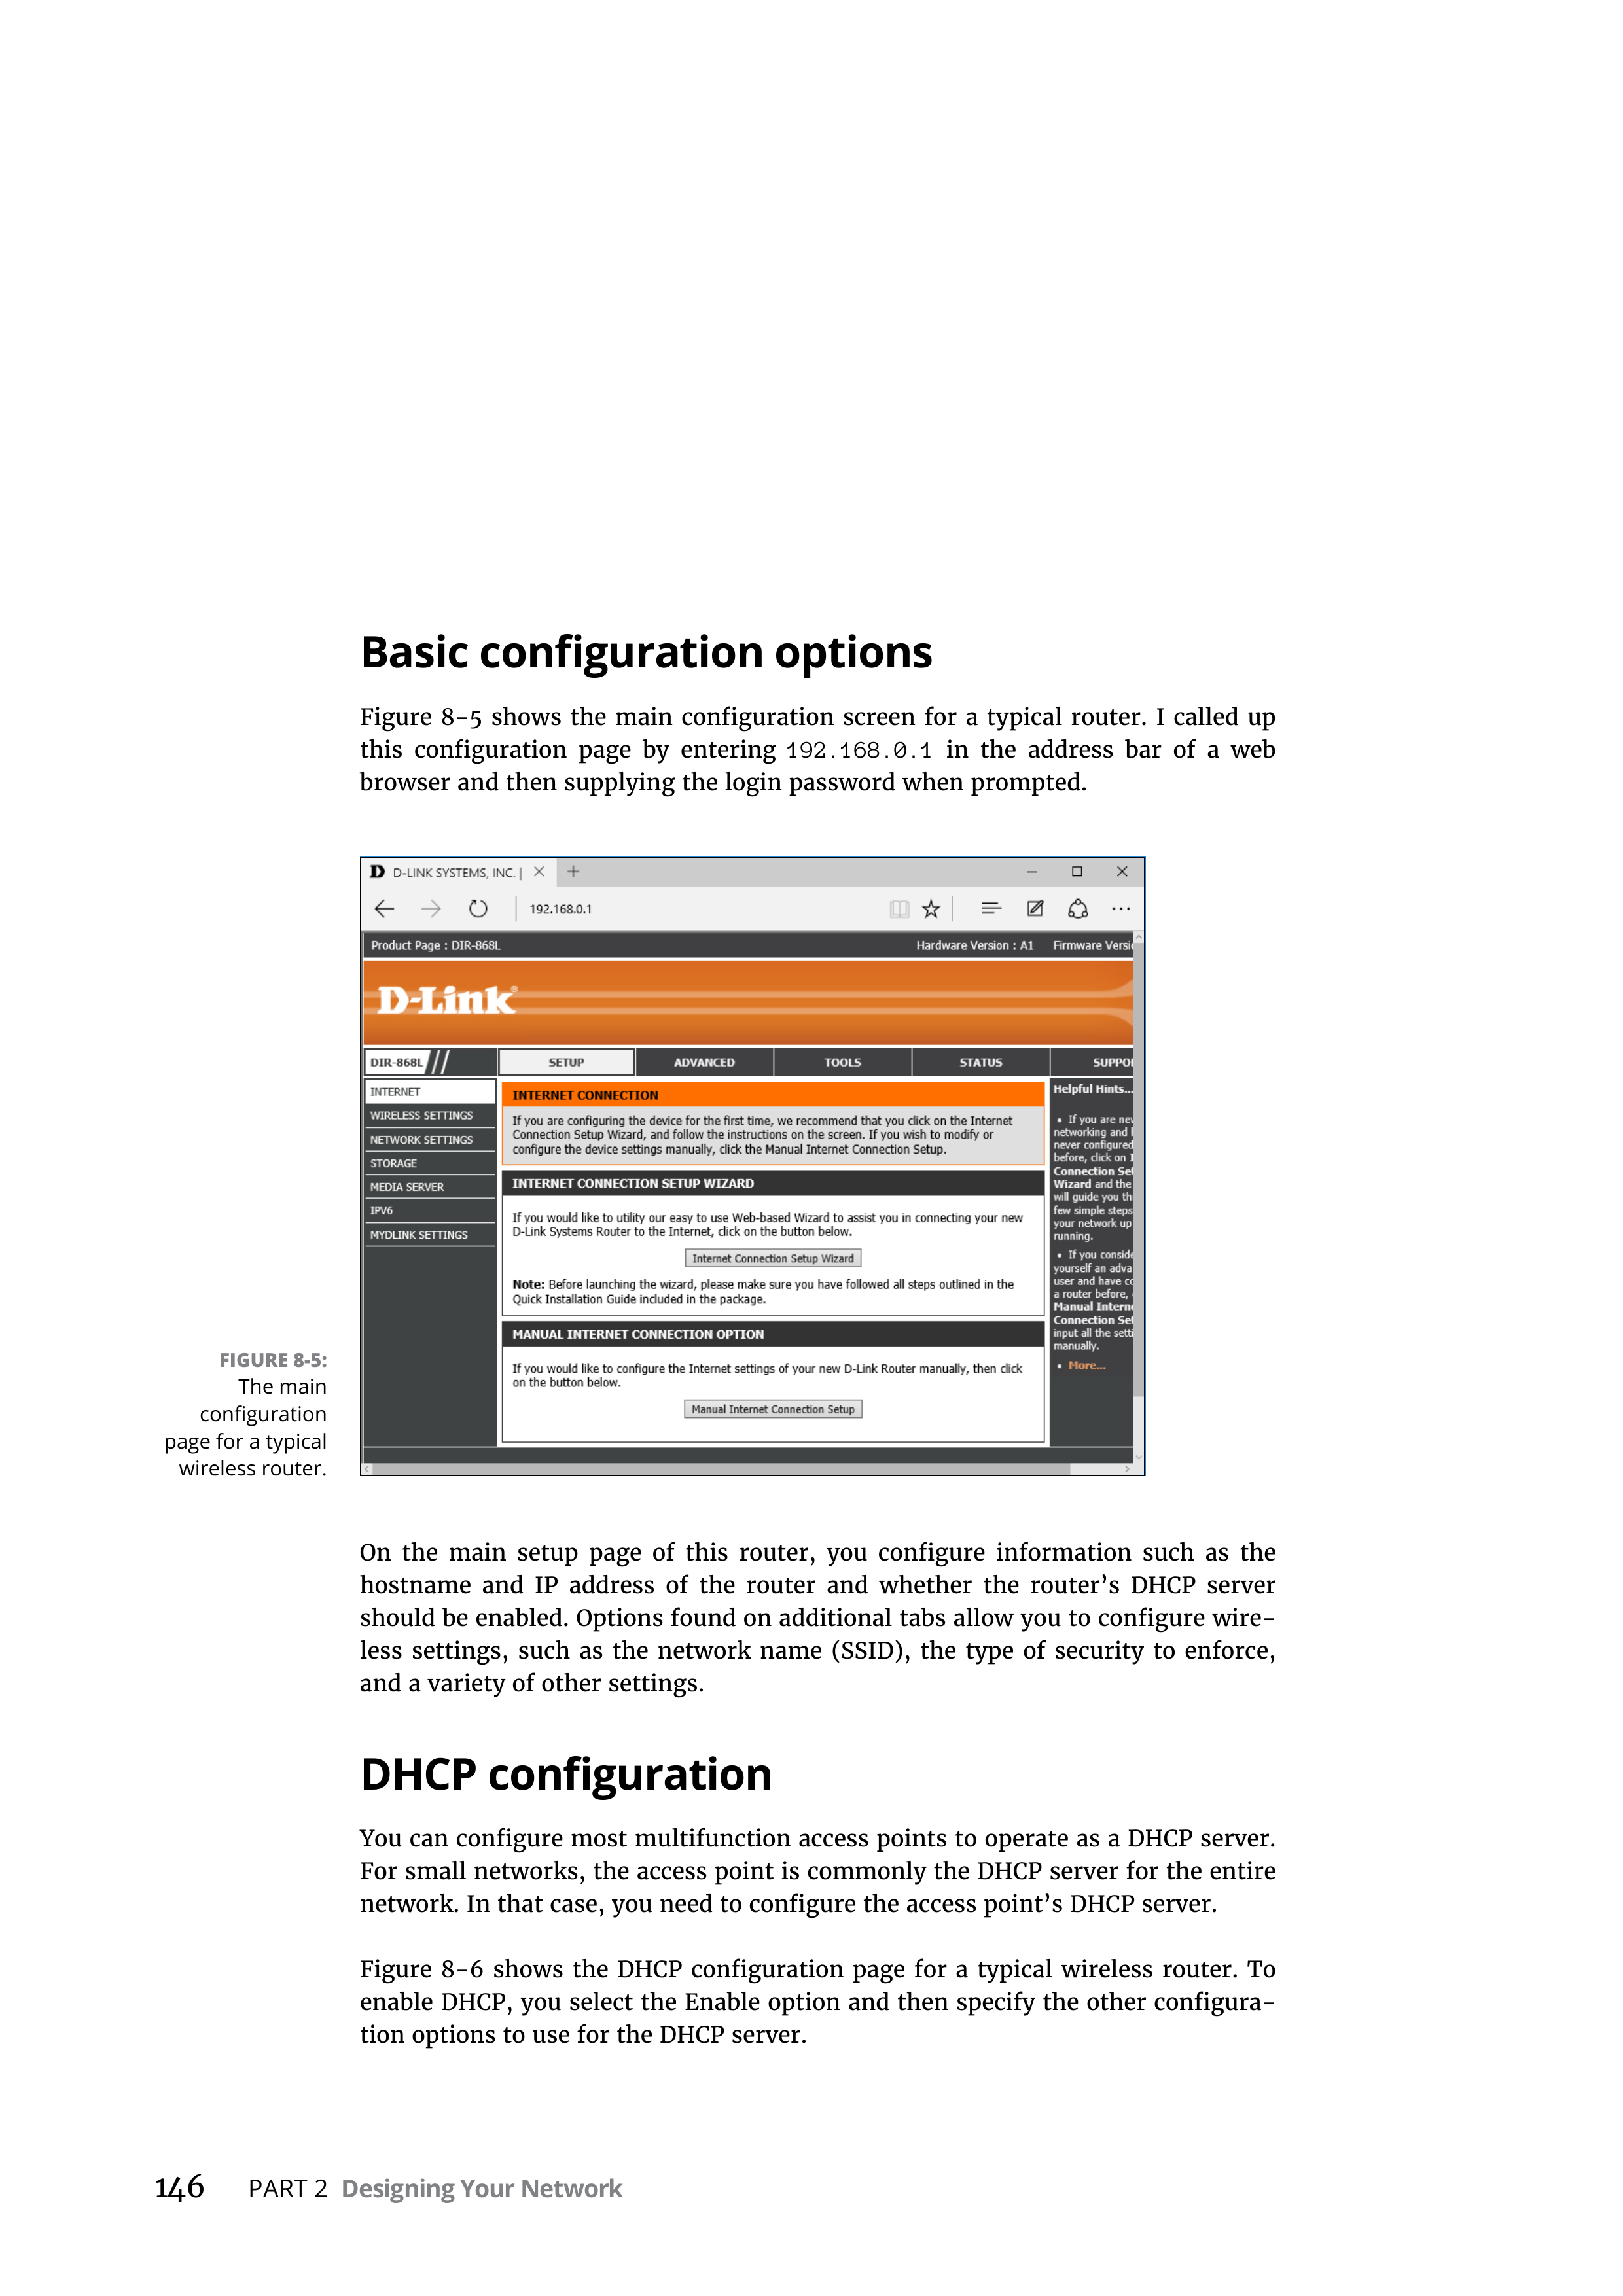 Basic configuration options
Figure 8-5 shows the main configuration screen for a typical router. I called up
this configuration page by entering 192.168.0.1 in the address bar of a web
browser and then supplying the login password when prompted.
D D-LINK SYSTEMS, INC. |
192.168.0.1
Product Page : DIR-868L
Hardware Version : A1
Firmware Versi
D-Link®
DIR-868L
SETUP
ADVANCED
TOOLS
STATUS
SUPPO
INTERNET
WIRELESS SETTINGS
NETWORK SETTINGS
STORAGE
MEDIA SERVER
IPV6
MYDLINK SETTINGS
INTERNET CONNECTION
If you are configuring the device for the first time, we recommend that you click on the Internet
Connection Setup Wizard, and follow the instructions on the screen. If you wish to modify or
configure the device settings manually, click the Manual Internet Connection Setup.
INTERNET CONNECTION SETUP WIZARD
If you would like to utility our easy to use Web-based Wizard to assist you in connecting your new
D-Link Systems Router to the Internet, click on the button below.
Internet Connection Setup Wizard
Note: Before launching the wizard, please make sure you have followed all steps outlined in the
Quick Installation Guide included in the package.
MANUAL INTERNET CONNECTION OPTION
If you would like to configure the Internet settings of your new D-Link Router manually, then click
on the button below.
Manual Internet Connection Setup
Helpful Hints...
• If you are new
networking and
never configured
before, click on
Connection Set
Wizard and the
will guide you th
few simple steps
your network up
running.
• If you conside
yourself an adva
user and have co
a router before,
Manual Intern
Connection Set
input all the setti
manually.
• More...
FIGURE 8-5:
The main
configuration
page for a typical
wireless router.
On the main setup page of this router, you configure information such as the
hostname and IP address of the router and whether the router’s DHCP server
should be enabled. Options found on additional tabs allow you to configure wire-
less settings, such as the network name (SSID), the type of security to enforce,
and a variety of other settings.
DHCP configuration
You can configure most multifunction access points to operate as a DHCP server.
For small networks, the access point is commonly the DHCP server for the entire
network. In that case, you need to configure the access point’s DHCP server.
Figure 8-6 shows the DHCP configuration page for a typical wireless router. To
enable DHCP, you select the Enable option and then specify the other configura-
tion options to use for the DHCP server.
146 PART 2 Designing Your Network